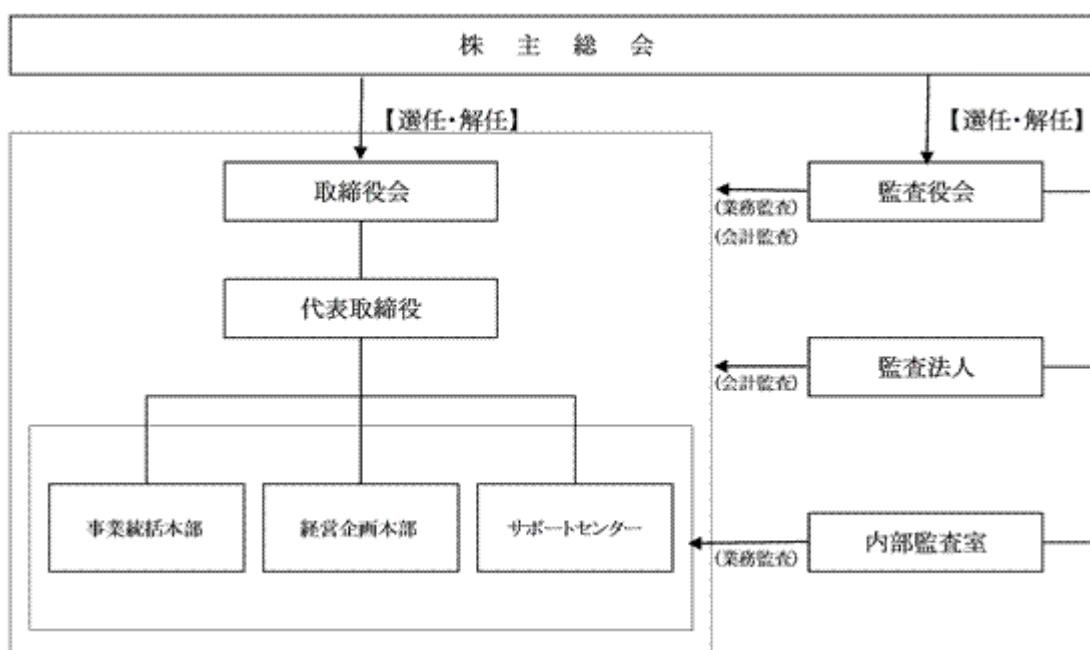 株主総会
【選任・解任】
【選任・解任】
取締役会
監査役会
(業務監査)
(会計監査)
代表取締役
監査法人
(会計監査)
事業統括本部
経営企画本部
サポートセンター
内部監査室
(業務監査)